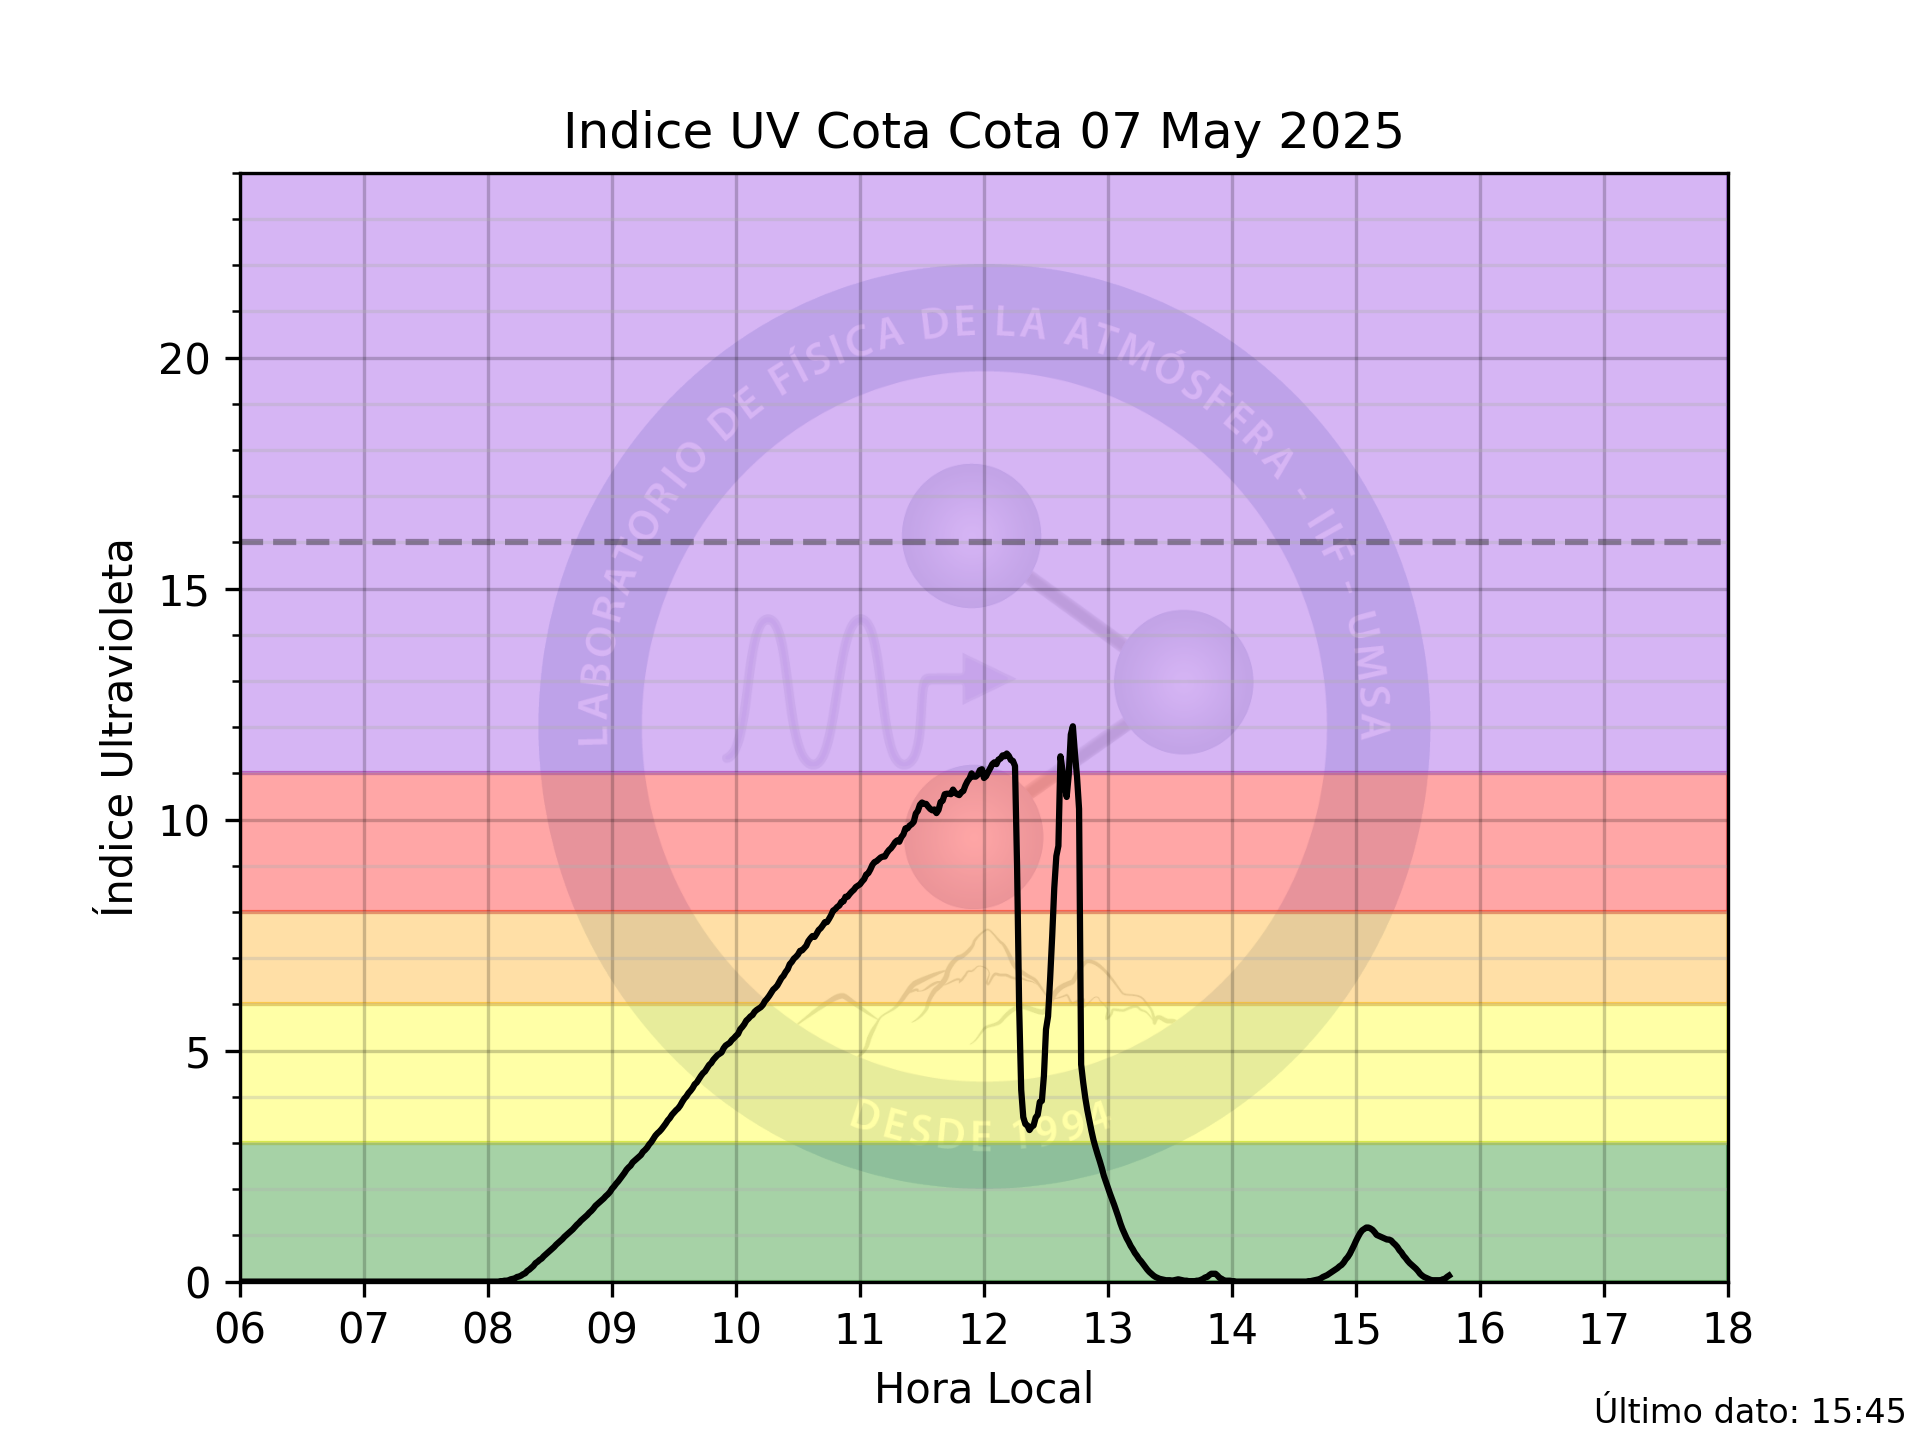 Indice UV Cota Cota 07 May 2025
Índice Ultravioleta
20
15
10
5
0
LABORATORIO DE FÍSICA DE LA ATMÓSFERA - IIF - UMSA
DESDE 1994
06 07 08 09 10 11 12 13 14 15 16 17 18
Hora Local
Último dato: 15:45